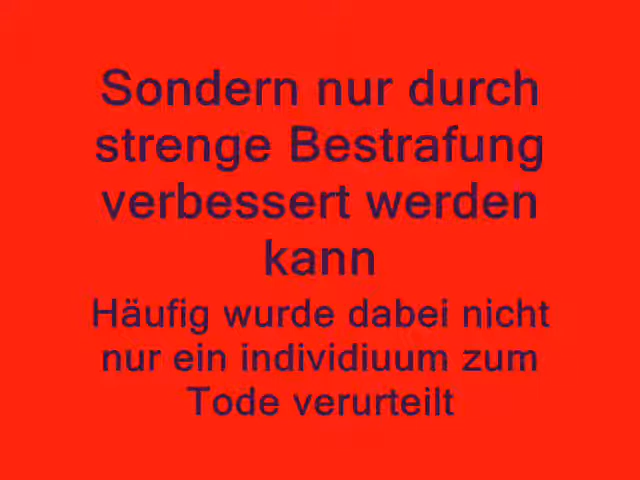 Sondern nur durch
strenge Bestrafung
verbessert werden
kann
Häufig wurde dabei nicht
nur ein individiuum zum
Tode verurteilt